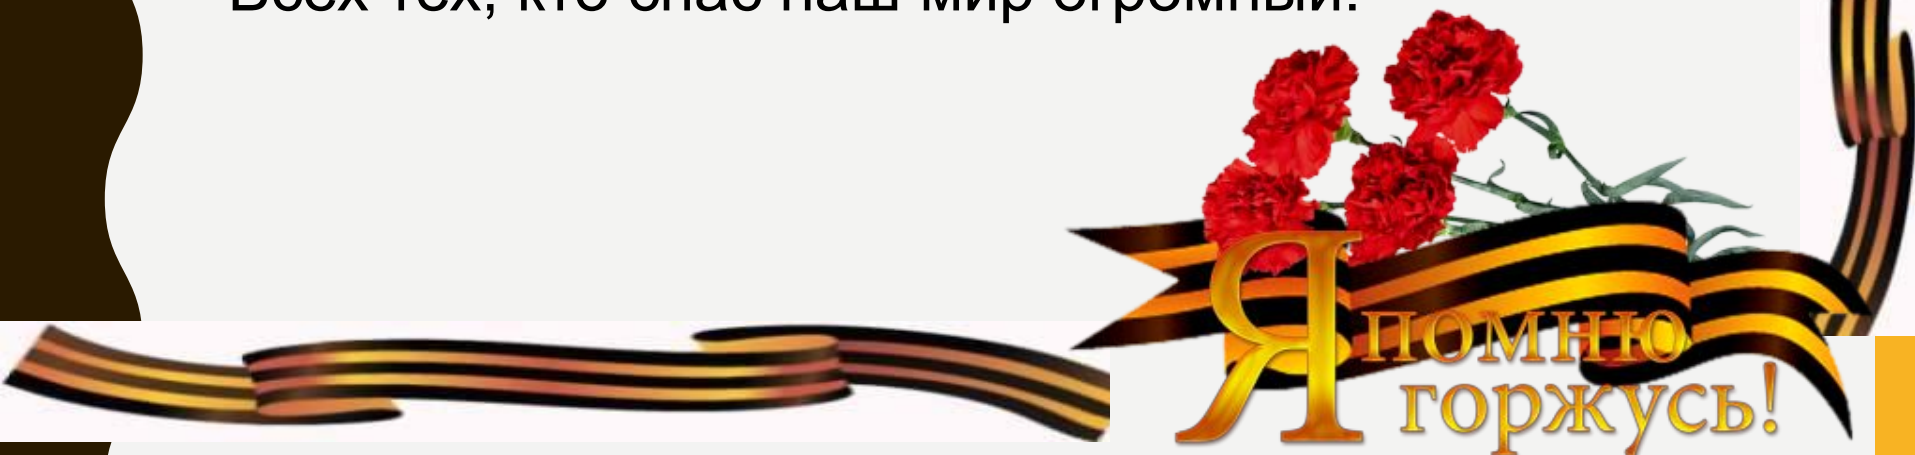 Всех тех, кто спас наш мир огромный.
Я помню
горжусь!